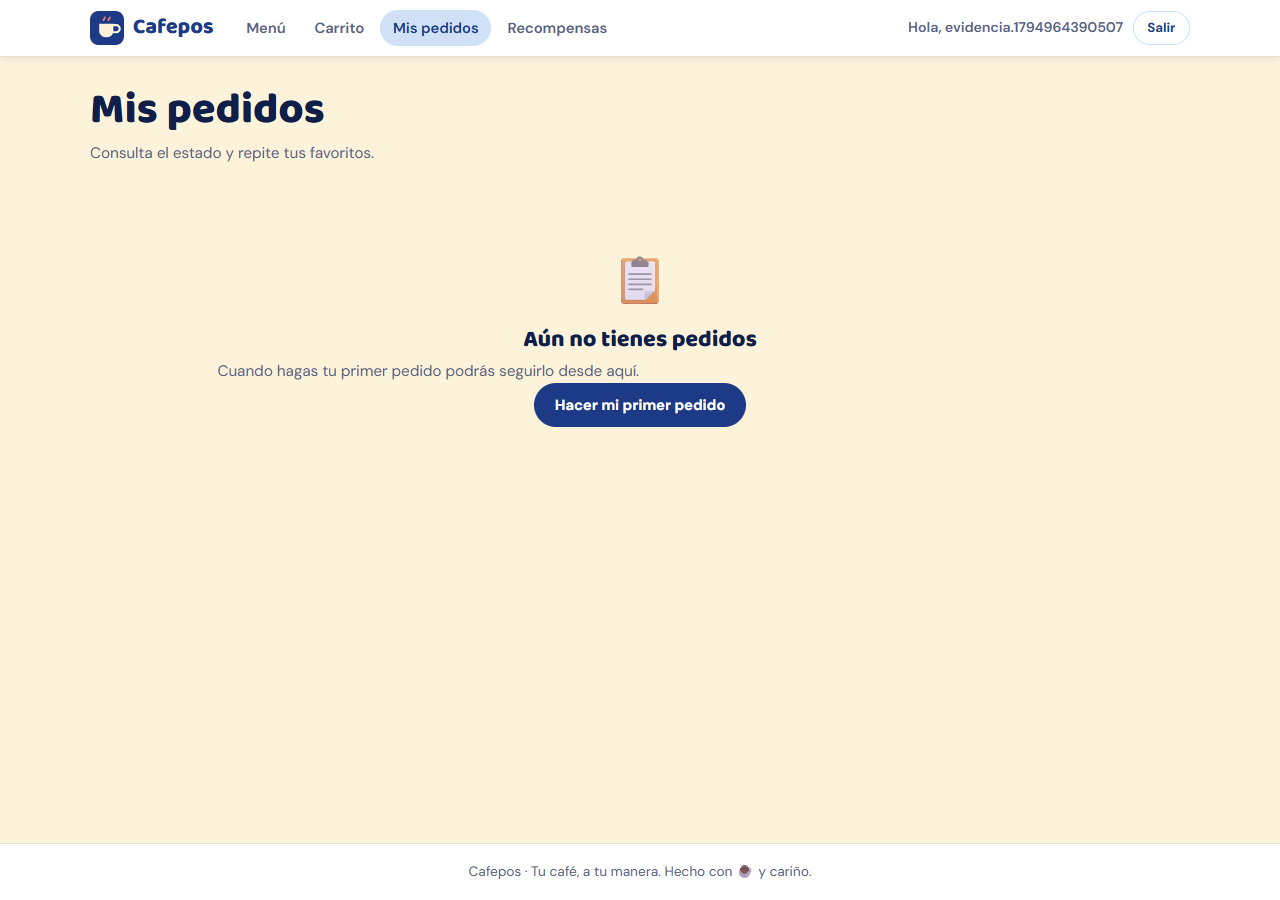 Cafepos
Menú
Carrito
Mis pedidos
Recompensas
Hola, evidencia.1794964390507
Salir
Mis pedidos
Consulta el estado y repite tus favoritos.
Aún no tienes pedidos
Cuando hagas tu primer pedido podrás seguirlo desde aquí.
Hacer mi primer pedido
Cafepos · Tu café, a tu manera. Hecho con y cariño.